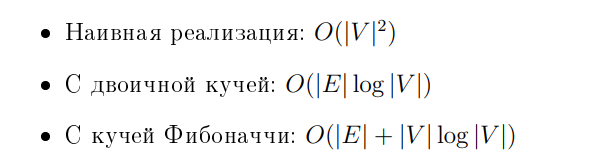 • Наивная реализация: O(|V|²)
• С двоичной кучей: O(|E| log |V|)
• С кучей Фибоначчи: O(|E| + |V| log |V|)